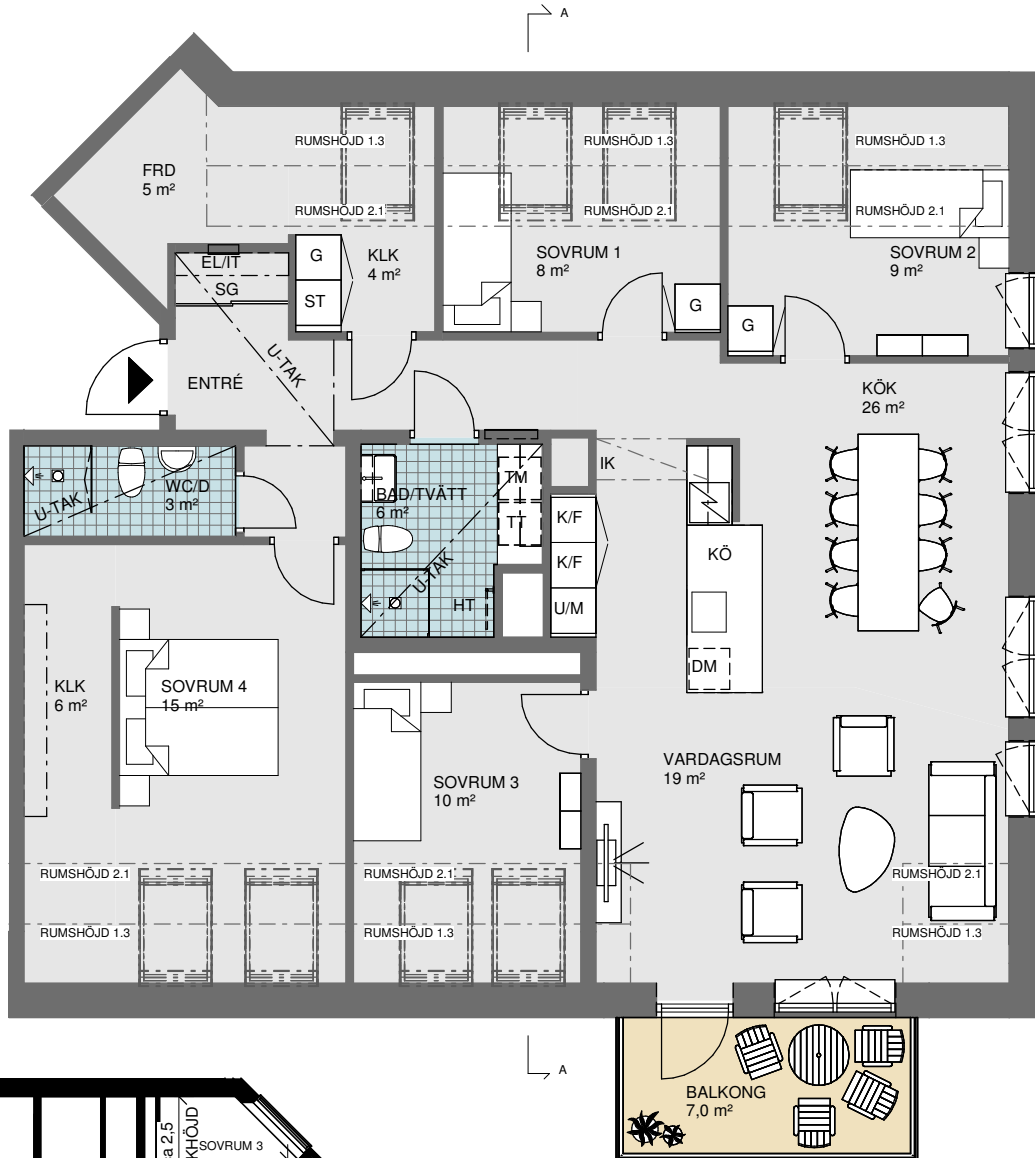 A
RUMSHÖJD 1.3
RUMSHÖJD 1.3
RUMSHÖJD 1.3
FRD
5 m²
RUMSHÖJD 2.1
RUMSHÖJD 2.1
RUMSHÖJD 2.1
EL/IT
SG
G
ST
KLK
4 m²
SOVRUM 1
8 m²
SOVRUM 2
9 m²
G
G
U-TAK
ENTRÉ
KÖK
26 m²
IK
WC/D
3 m²
U-TAK
BAD/TVÄTT
6 m²
TM
TT
U-TAK
HT
K/F
K/F
U/M
KÖ
DM
KLK
6 m²
SOVRUM 4
15 m²
SOVRUM 3
10 m²
VARDAGSRUM
19 m²
RUMSHÖJD 2.1
RUMSHÖJD 2.1
RUMSHÖJD 2.1
RUMSHÖJD 1.3
RUMSHÖJD 1.3
RUMSHÖJD 1.3
A
BALKONG
7,0 m²
SOVRUM 3